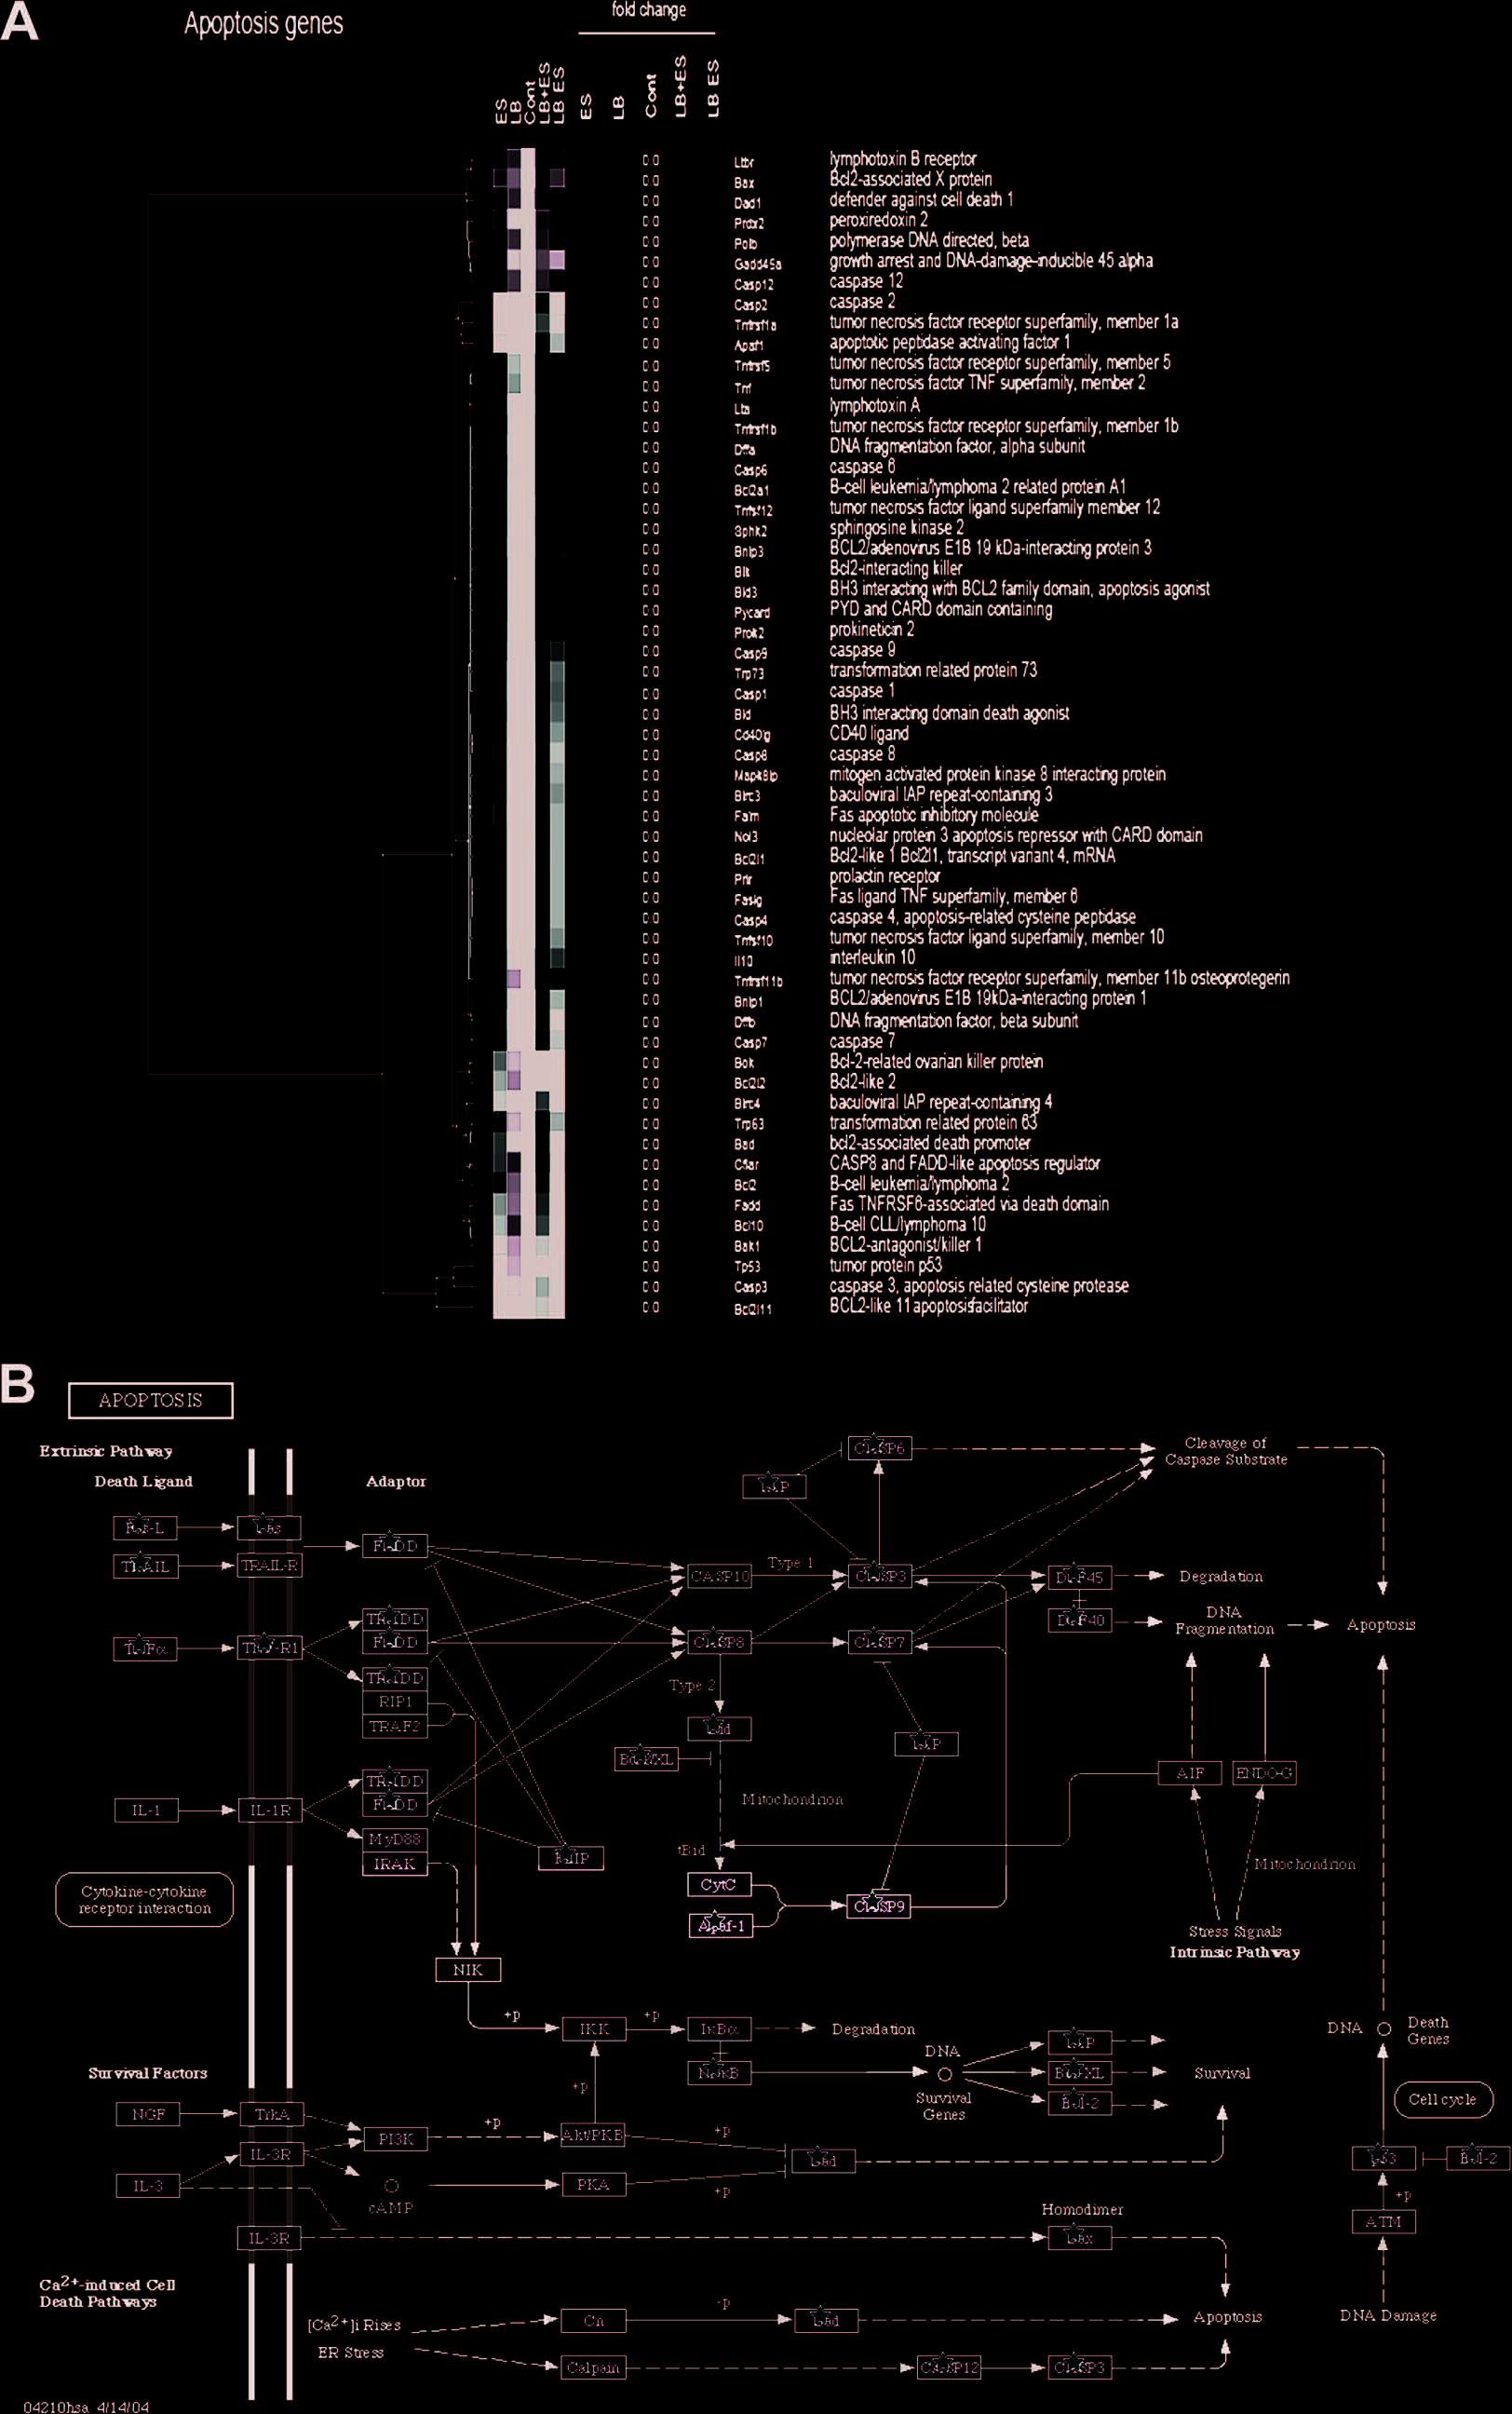 A
Apoptosis genes
fold change
ES LB Cont LB+ES LB ES ES LB Cont LB+ES LB ES
0.0 Ltbr lymphotoxin B receptor
0.0 Bax Bcl2-associated X protein
0.0 Dad1 defender against cell death 1
0.0 Prdx2 peroxiredoxin 2
0.0 Polb polymerase DNA directed, beta
0.0 Gadd45a growth arrest and DNA-damage-inducible 45 alpha
0.0 Casp12 caspase 12
0.0 Casp2 caspase 2
0.0 Tnfrsf1a tumor necrosis factor receptor superfamily, member 1a
0.0 Apaf1 apoptotic peptidase activating factor 1
0.0 Tnfrsf5 tumor necrosis factor receptor superfamily, member 5
0.0 Tnf tumor necrosis factor TNF superfamily, member 2
0.0 Lta lymphotoxin A
0.0 Tnfrsf1b tumor necrosis factor receptor superfamily, member 1b
0.0 Dffa DNA fragmentation factor, alpha subunit
0.0 Casp6 caspase 6
0.0 Bcl2a1 B-cell leukemia/lymphoma 2 related protein A1
0.0 Tnfsf12 tumor necrosis factor ligand superfamily member 12
0.0 Sphk2 sphingosine kinase 2
0.0 Bnip3 BCL2/adenovirus E1B 19 kDa-interacting protein 3
0.0 Bik Bcl2-interacting killer
0.0 Bid3 BH3 interacting with BCL2 family domain, apoptosis agonist
0.0 Pycard PYD and CARD domain containing
0.0 Prok2 prokineticin 2
0.0 Casp9 caspase 9
0.0 Trp73 transformation related protein 73
0.0 Casp1 caspase 1
0.0 Bid BH3 interacting domain death agonist
0.0 Cd40lg CD40 ligand
0.0 Casp8 caspase 8
0.0 Mapk8ip mitogen activated protein kinase 8 interacting protein
0.0 Birc3 baculoviral IAP repeat-containing 3
0.0 Faim Fas apoptotic inhibitory molecule
0.0 Nol3 nucleolar protein 3 apoptosis repressor with CARD domain
0.0 Bcl2l1 Bcl2-like 1 Bcl2l1, transcript variant 4, mRNA
0.0 Prlr prolactin receptor
0.0 Faslg Fas ligand TNF superfamily, member 6
0.0 Casp4 caspase 4, apoptosis-related cysteine peptidase
0.0 Tnfsf10 tumor necrosis factor ligand superfamily, member 10
0.0 Il10 interleukin 10
0.0 Tnfrsf11b tumor necrosis factor receptor superfamily, member 11b osteoprotegerin
0.0 Bnip1 BCL2/adenovirus E1B 19kDa-interacting protein 1
0.0 Dffb DNA fragmentation factor, beta subunit
0.0 Casp7 caspase 7
0.0 Bok Bcl-2-related ovarian killer protein
0.0 Bcl2l2 Bcl2-like 2
0.0 Birc4 baculoviral IAP repeat-containing 4
0.0 Trp63 transformation related protein 63
0.0 Bad bcl2-associated death promoter
0.0 Cflar CASP8 and FADD-like apoptosis regulator
0.0 Bcl2 B-cell leukemia/lymphoma 2
0.0 Fadd Fas TNFRSF6-associated via death domain
0.0 Bcl10 B-cell CLL/lymphoma 10
0.0 Bak1 BCL2-antagonist/killer 1
0.0 Tp53 tumor protein p53
0.0 Casp3 caspase 3, apoptosis related cysteine protease
0.0 Bcl2l11 BCL2-like 11 apoptosisfacilitator
B
APOPTOSIS
Extrinsic Pathway
Death Ligand
Adaptor
CASP6
Cleavage of
Caspase Substrate
IAP
Fas-L Fas
FADD
TRAIL TRAIL-R
CASP10 Type 1 CASP3 DFF45 Degradation
TRADD
FADD
TNFα TNF-R1
CASP8 CASP7 DFF40
DNA
Fragmentation
Apoptosis
TRADD
RIP1
TRAF2
Type 2
Bid
Bcl-2/XL
IAP
AIF ENDO-G
TRADD
FADD
IL-1 IL-1R
Mitochondrion
MyD88
IRAK
FLIP
tBid
Mitochondrion
Cytokine-cytokine
receptor interaction
CytC
CASP9
Apaf-1
Stress Signals
Intrinsic Pathway
NIK
+p IKK +p IκBα Degradation
DNA
Death
Genes
NFκB
DNA
Survival
Genes
IAP
Bcl-XL
Bcl-2
Survival
Survival Factors
+p
Cell cycle
NGF TrkA
PI3K +p Akt/PKB +p
IL-3R
Bad
p53 Bcl-2
IL-3
cAMP
PKA +p
+p
ATM
Homodimer
IL-3R
Bax
Ca2+-induced Cell
Death Pathways
[Ca2+]i Rises
Cn -p Bad
Apoptosis
DNA Damage
ER Stress
Calpain CASP12 CASP3
04210hsa 4/14/04